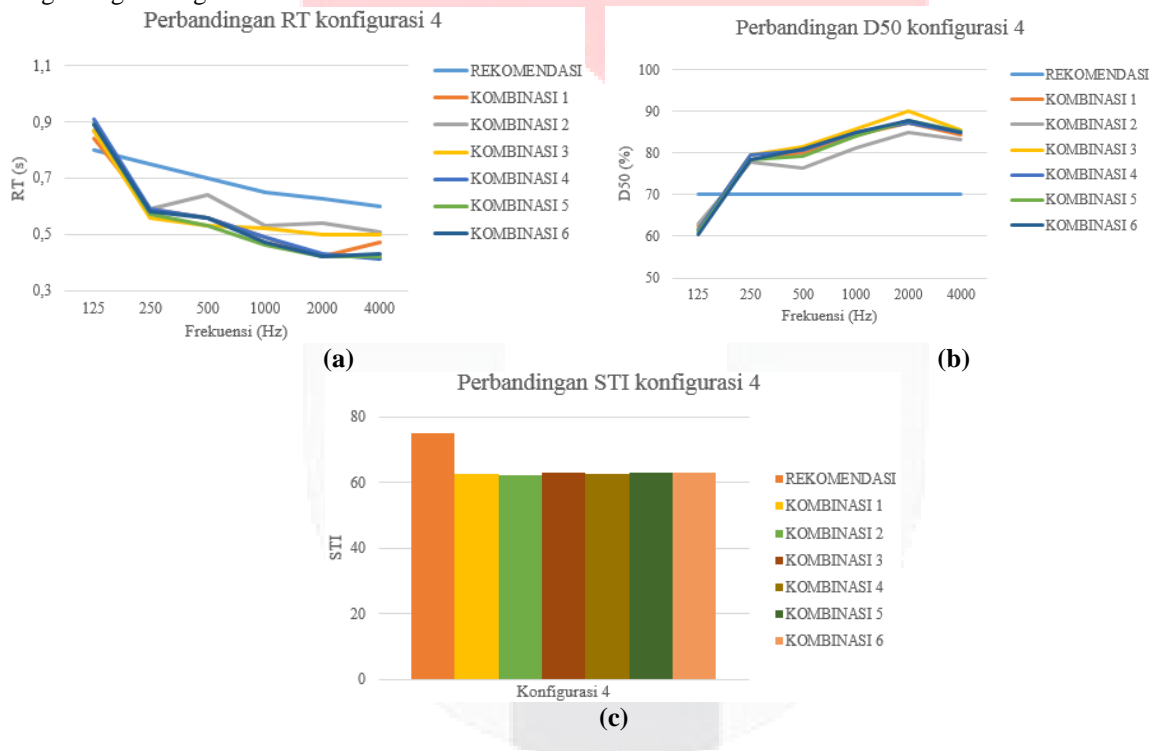 Perbandingan RT konfigurasi 4
1,1
0,9
0,7
0,5
0,3
RT (s)
125 250 500 1000 2000 4000
Frekuensi (Hz)
REKOMENDASI
KOMBINASI 1
KOMBINASI 2
KOMBINASI 3
KOMBINASI 4
KOMBINASI 5
KOMBINASI 6
(a)
Perbandingan D50 konfigurasi 4
100
90
80
70
60
50
D50 (%)
125 250 500 1000 2000 4000
Frekuensi (Hz)
REKOMENDASI
KOMBINASI 1
KOMBINASI 2
KOMBINASI 3
KOMBINASI 4
KOMBINASI 5
KOMBINASI 6
(b)
Perbandingan STI konfigurasi 4
80
60
40
20
0
STI
Konfigurasi 4
REKOMENDASI
KOMBINASI 1
KOMBINASI 2
KOMBINASI 3
KOMBINASI 4
KOMBINASI 5
KOMBINASI 6
(c)